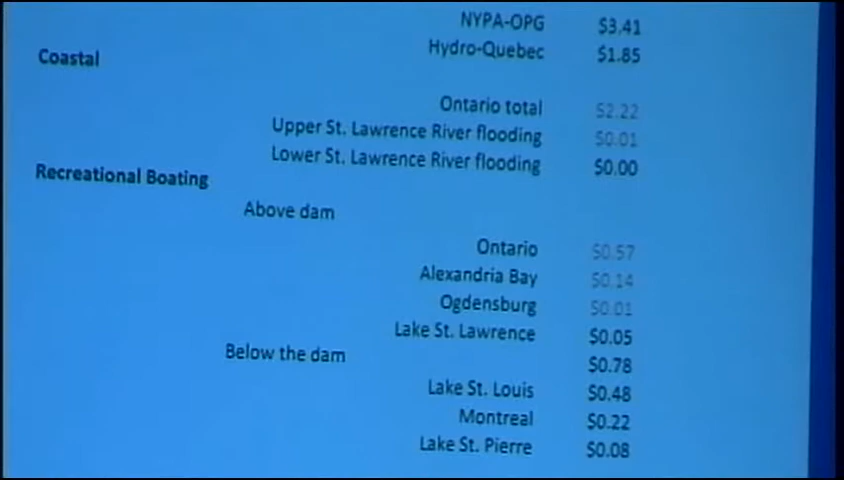 NYPA-OPG $3.41
Hydro-Quebec $1.85
Coastal
Ontario total $2.22
Upper St. Lawrence River flooding $0.01
Lower St. Lawrence River flooding $0.00
Recreational Boating
Above dam
Ontario $0.57
Alexandria Bay $0.14
Ogdensburg $0.01
Lake St. Lawrence $0.05
Below the dam $0.78
Lake St. Louis $0.48
Montreal $0.22
Lake St. Pierre $0.08